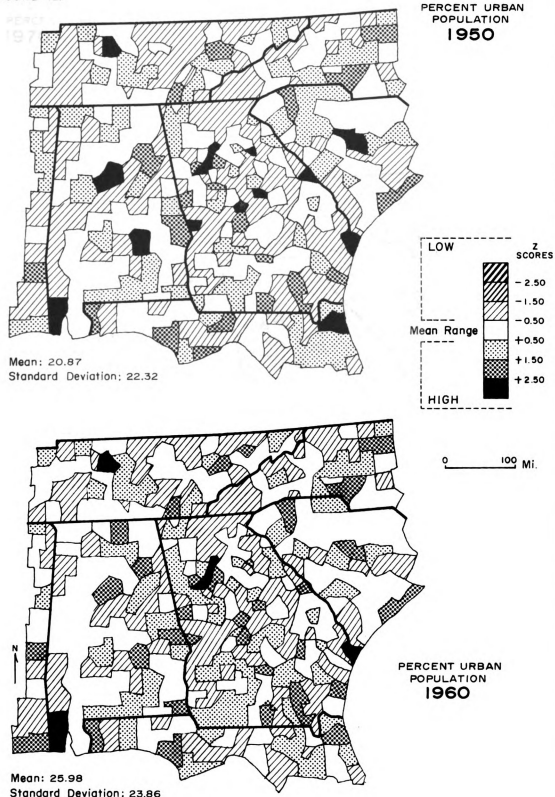 PERCENT URBAN
POPULATION
1950
LOW
Z
SCORES
-2.50
-1.50
-0.50
Mean Range
+0.50
+1.50
+2.50
HIGH
Mean: 20.87
Standard Deviation: 22.32
0 100 Mi.
N
PERCENT URBAN
POPULATION
1960
Mean: 25.98
Standard Deviation: 23.86